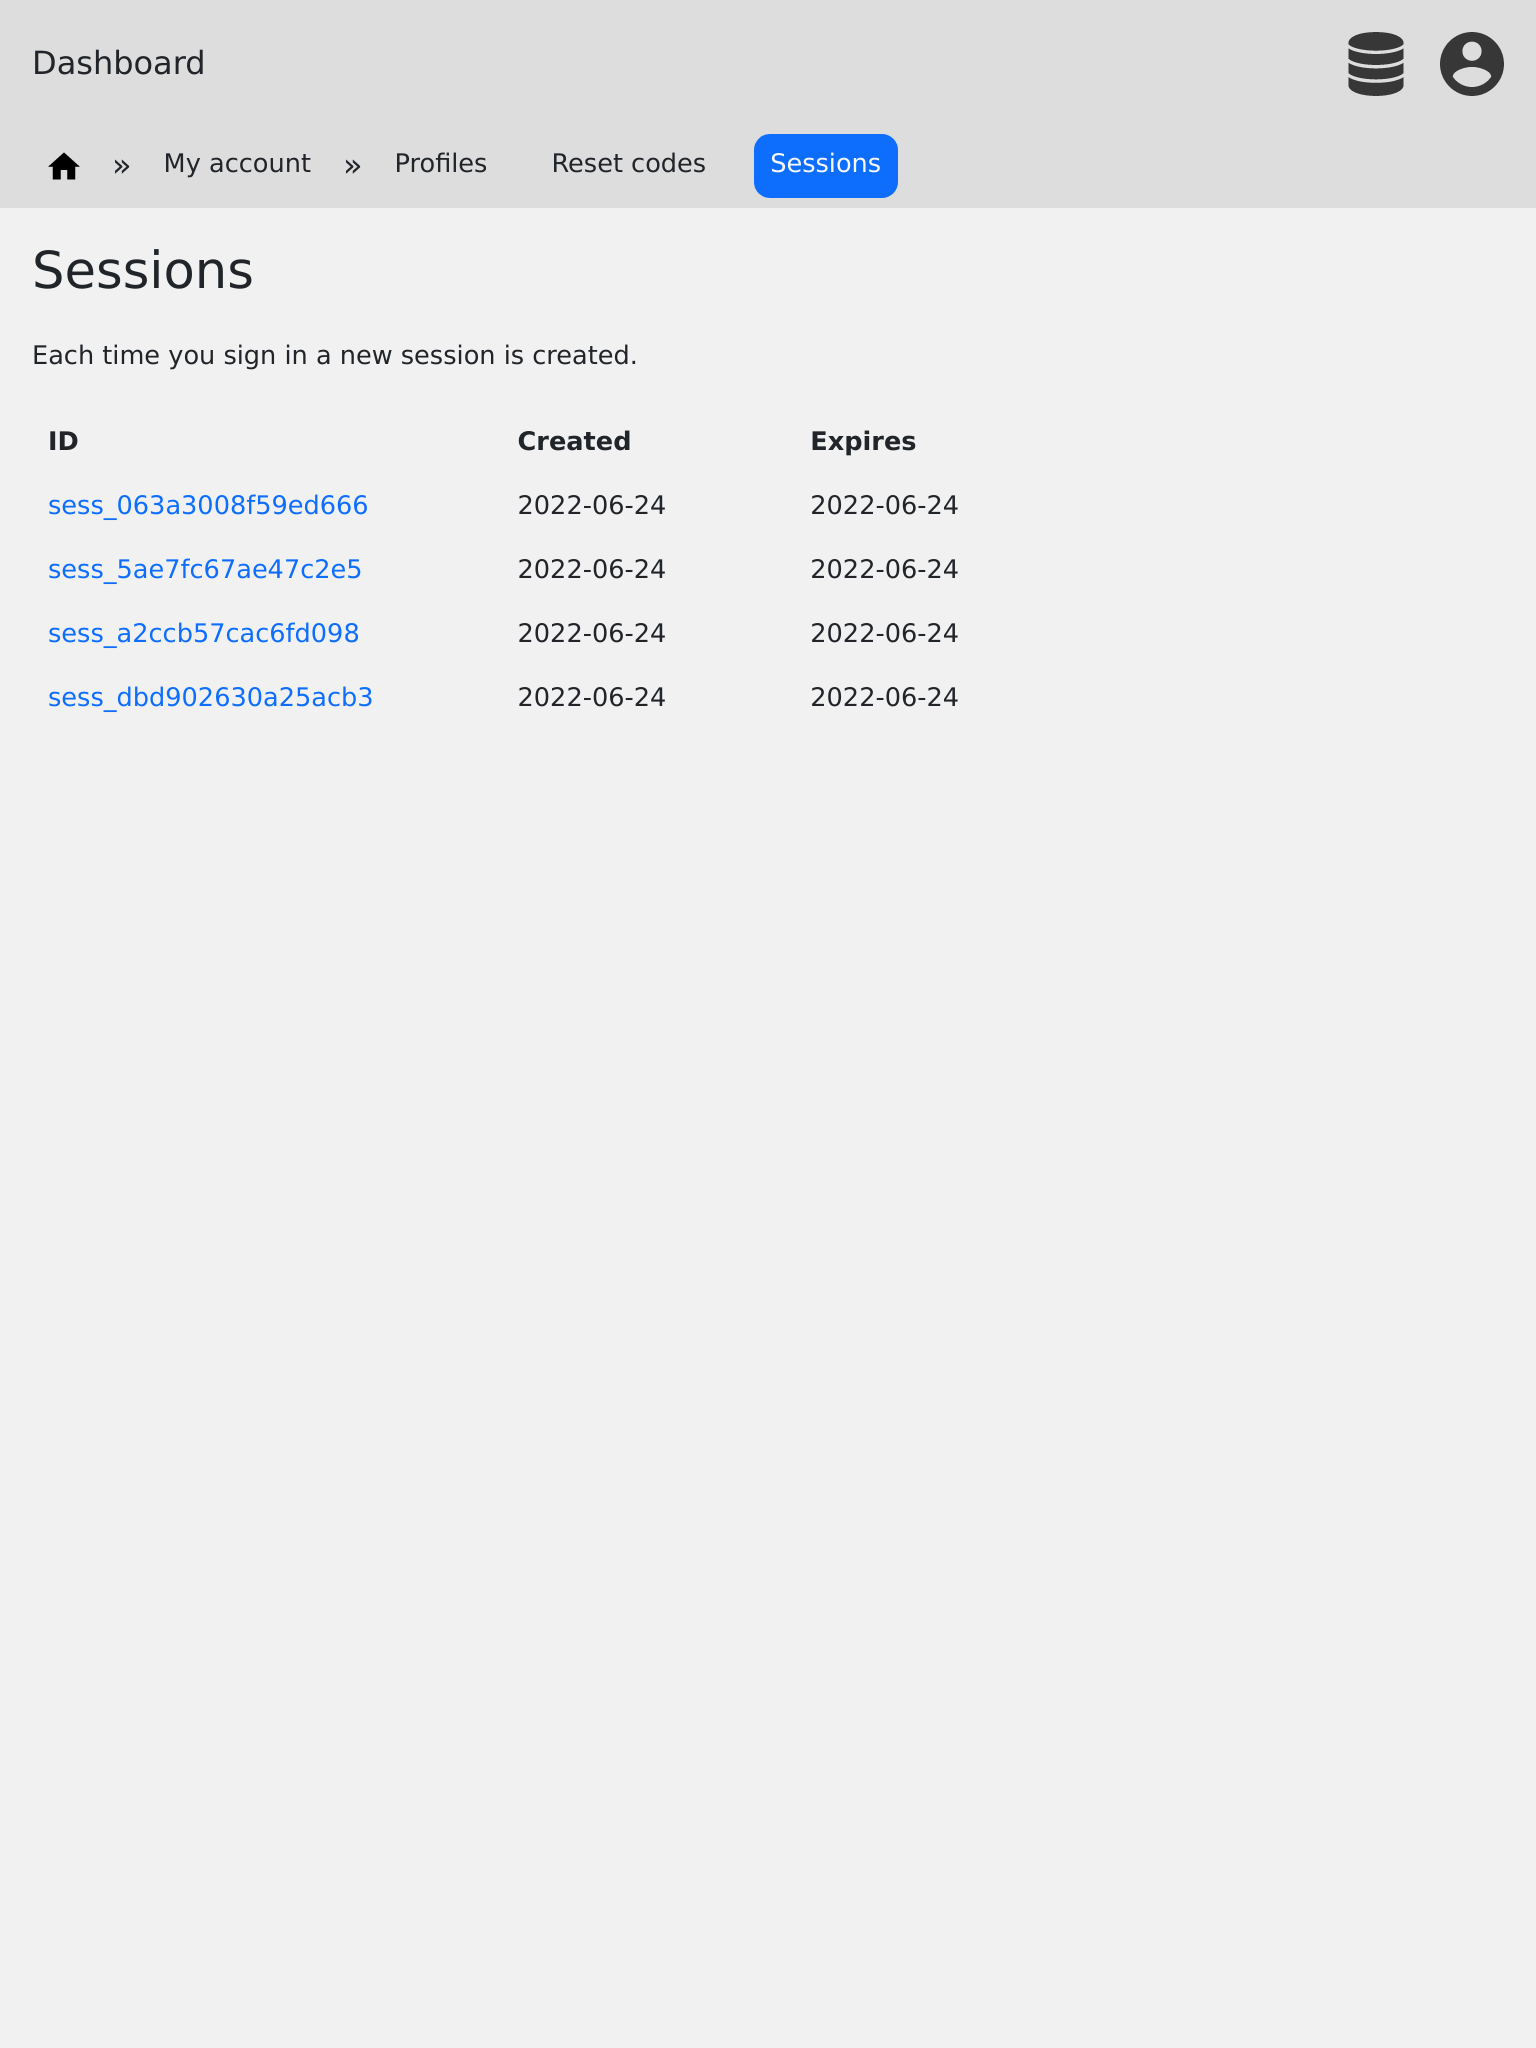 Dashboard
» My account » Profiles Reset codes Sessions
Sessions
Each time you sign in a new session is created.
ID Created Expires
sess_063a3008f59ed666 2022-06-24 2022-06-24
sess_5ae7fc67ae47c2e5 2022-06-24 2022-06-24
sess_a2ccb57cac6fd098 2022-06-24 2022-06-24
sess_dbd902630a25acb3 2022-06-24 2022-06-24